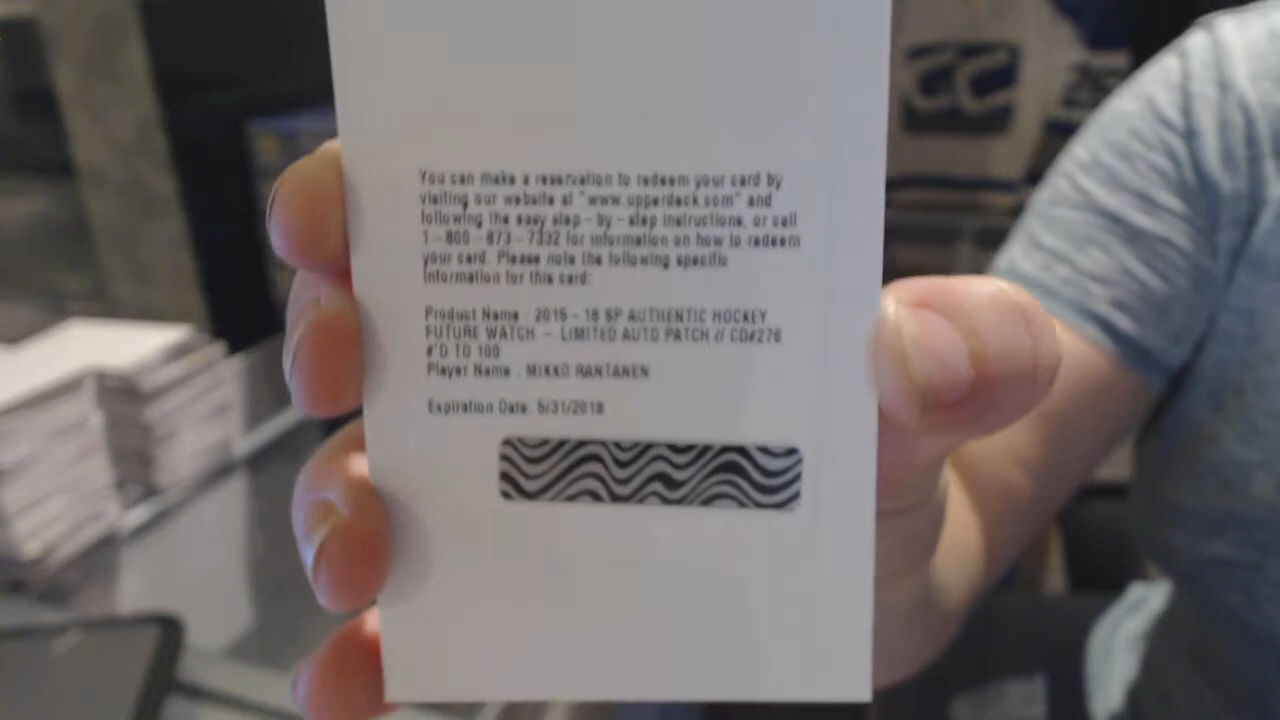 You can make a reservation to redeem your card by
visiting our website at "www.upperdeck.com" and
following the easy step - by - step instructions, or call
1 - 800 - 873 - 7332 for information on how to redeem
your card. Please note the following specific
information for this card:
Product Name : 2015 - 16 SP AUTHENTIC HOCKEY
FUTURE WATCH - LIMITED AUTO PATCH // CD#276
#'D TO 100
Player Name : MIKKO RANTANEN
Expiration Date: 5/31/2018